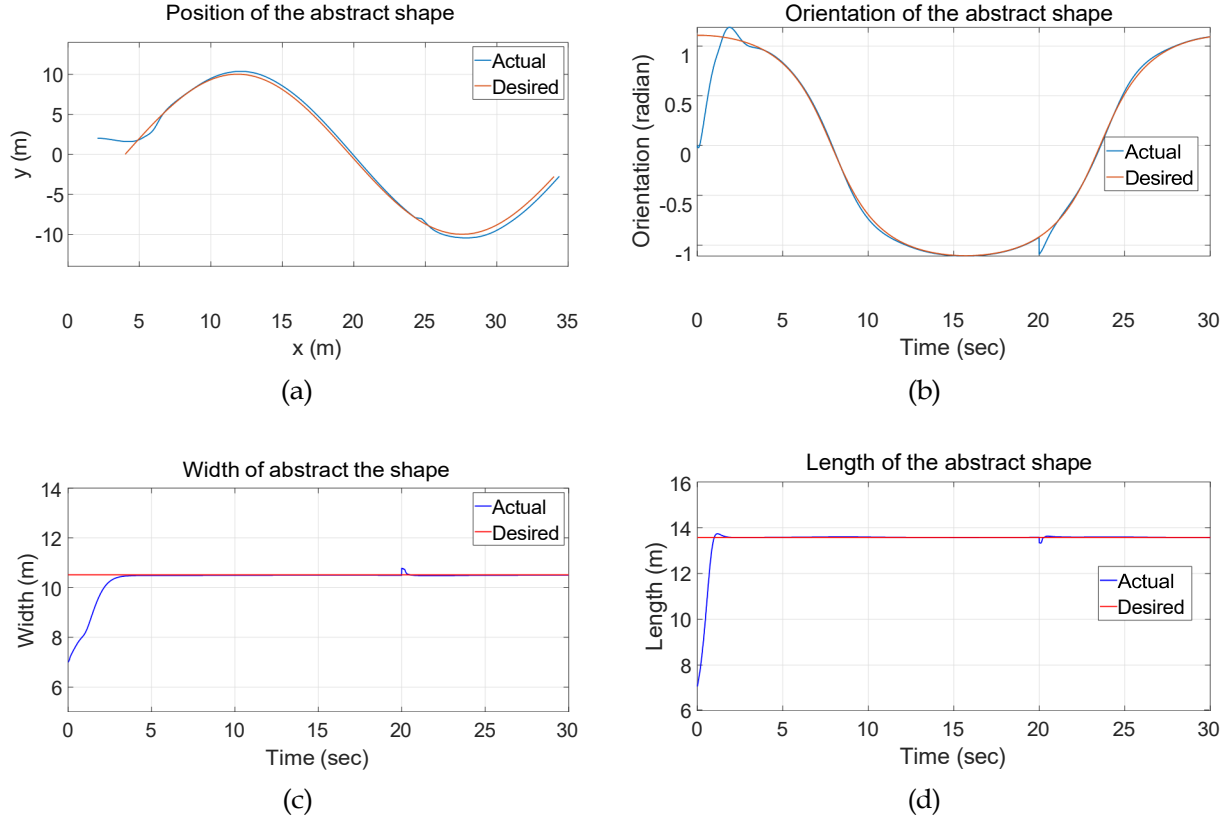 Position of the abstract shape
10
5
0
-5
-10
y (m)
Actual
Desired
0 5 10 15 20 25 30 35
x (m)
(a)
Orientation of the abstract shape
1
0.5
0
-0.5
-1
Orientation (radian)
Actual
Desired
0 5 10 15 20 25 30
Time (sec)
(b)
Width of abstract the shape
14
12
10
8
6
Width (m)
Actual
Desired
0 5 10 15 20 25 30
Time (sec)
(c)
Length of the abstract shape
16
14
12
10
8
6
Length (m)
Actual
Desired
0 5 10 15 20 25 30
Time (sec)
(d)